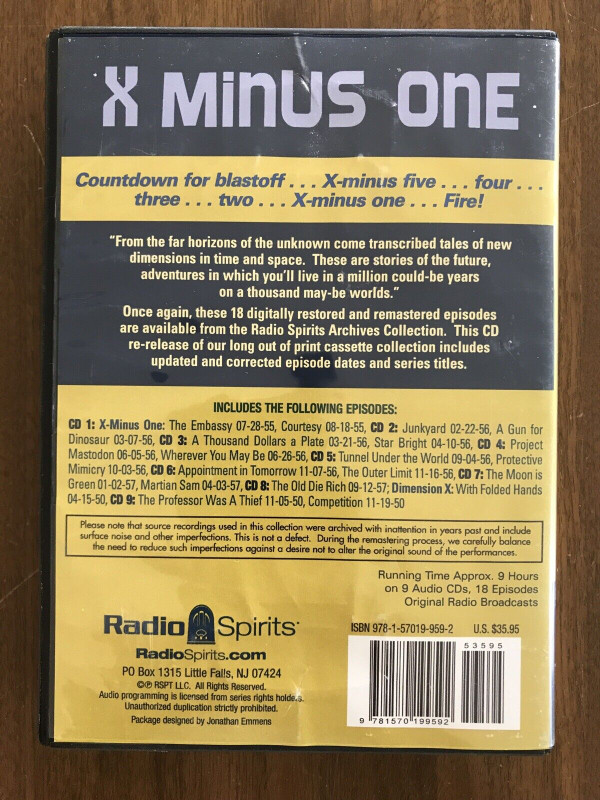 X MiNUS ONE
Countdown for blastoff . . . X-minus five . . . four . . .
three . . . two . . . X-minus one . . . Fire!
“From the far horizons of the unknown come transcribed tales of new
dimensions in time and space. These are stories of the future,
adventures in which you’ll live in a million could-be years
on a thousand may-be worlds.”
Once again, these 18 digitally restored and remastered episodes
are available from the Radio Spirits Archives Collection. This CD
re-release of our long out of print cassette collection includes
updated and corrected episode dates and series titles.
INCLUDES THE FOLLOWING EPISODES:
CD 1: X-Minus One: The Embassy 07-28-55, Courtesy 08-18-55, CD 2: Junkyard 02-22-56, A Gun for
Dinosaur 03-07-56, CD 3: A Thousand Dollars a Plate 03-21-56, Star Bright 04-10-56, CD 4: Project
Mastodon 06-05-56, Wherever You May Be 06-26-56, CD 5: Tunnel Under the World 09-04-56, Protective
Mimicry 10-03-56, CD 6: Appointment in Tomorrow 11-07-56, The Outer Limit 11-16-56, CD 7: The Moon is
Green 01-02-57, Martian Sam 04-03-57, CD 8: The Old Die Rich 09-12-57; Dimension X: With Folded Hands
04-15-50, CD 9: The Professor Was A Thief 11-05-50, Competition 11-19-50
Please note that source recordings used in this collection were archived with inattention in years past and include
surface noise and other imperfections. This is not a defect. During the remastering process, we carefully balance
the need to reduce such imperfections against a desire not to alter the original sound of the performances.
Running Time Approx. 9 Hours
on 9 Audio CDs, 18 Episodes
Original Radio Broadcasts
Radio Spirits
RadioSpirits.com
PO Box 1315 Little Falls, NJ 07424
©℗ RSPT LLC. All Rights Reserved.
Audio programming is licensed from series rights holders.
Unauthorized duplication strictly prohibited.
Package designed by Jonathan Emmens
ISBN 978-1-57019-959-2 U.S. $35.95
53595
9 781570 199592